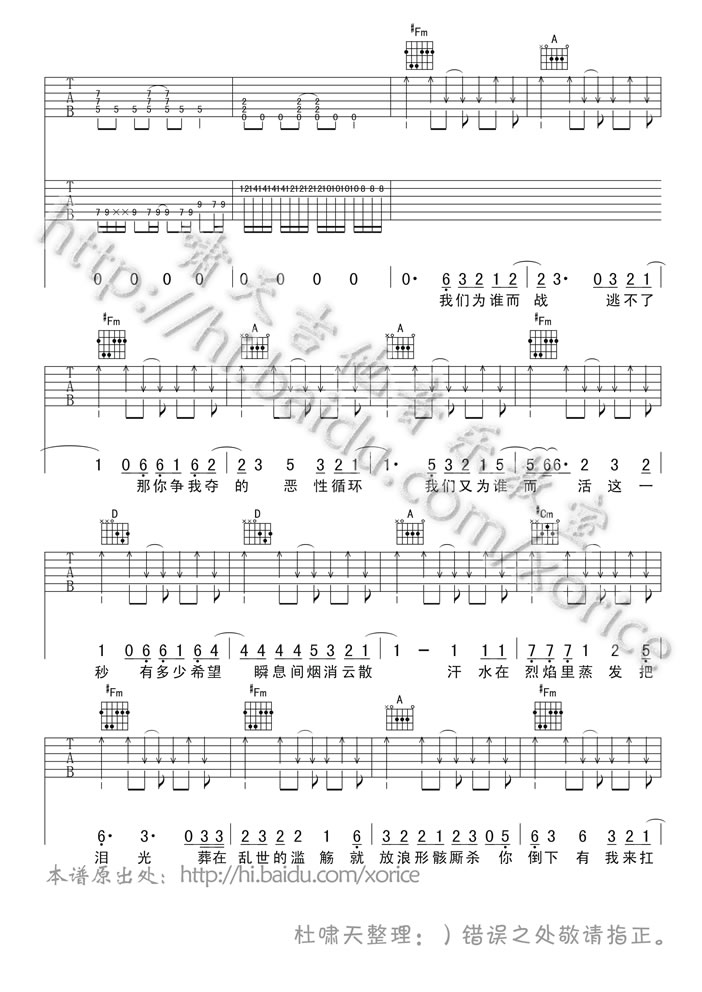 #Fm A
T A B 7 7 5 5 5 7 7 5 7 7 5 5 5 2 2 0 0 0 2 2 0 2 2 0 0 0
T A B 7 9 × × 9 7 9 9 7 9 9 7 9 12 14 14 14 14 12 12 12 12 10 10 10 10 8 8 8
0 0 0 0 0 0 0 0 0· 6 3 2 1 2 2 3· 0 3 2 1
我们为谁而 战 逃不了
#Fm A A #Fm
T A B
1 0 6 6 1 6 2 3 5 3 2 1 1· 5 3 2 1 5 5 6 6· 2 3 2
那你争我夺 的 恶性循环 我们又为谁 而 活这一
D D A #Cm
T A B
1 0 6 6 1 6 4 4 4 4 4 5 3 2 1 1 - 1 1 1 7 7 7 1 2 5
秒 有多少希望 瞬息间烟消云散 汗 水在 烈焰里蒸 发 把
#Fm #Fm A #Fm
T A B
6· 3· 0 3 3 3 2 2 2 1 6 3 2 2 2 3 0 5 6· 6 3 2 1
泪 光 葬在 乱世的滥 觞就 放浪形骸厮杀 你 倒下 有 我来扛
本谱原出处：http://hi.baidu.com/xorice
杜啸天整理：）错误之处敬请指正。
啸天吉他音乐教室
http://hi.baidu.com/xorice